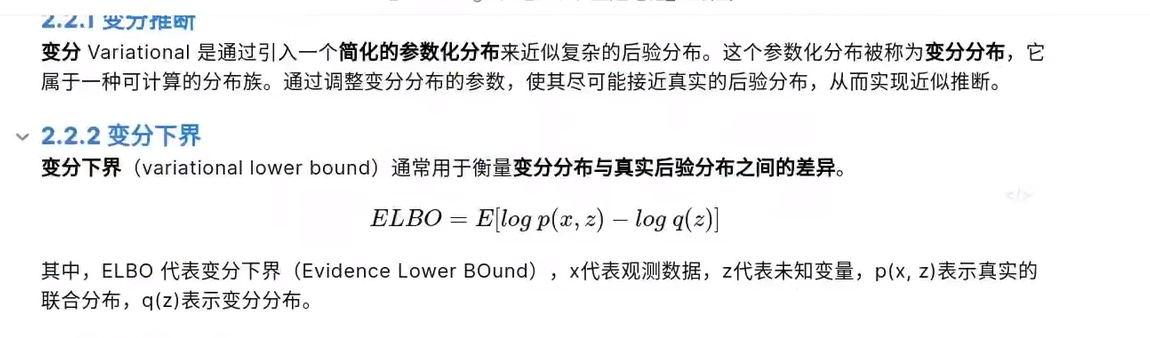 2.2.1 变分推断
变分 Variational 是通过引入一个简化的参数化分布来近似复杂的后验分布。这个参数化分布被称为变分分布，它
属于一种可计算的分布族。通过调整变分分布的参数，使其尽可能接近真实的后验分布，从而实现近似推断。
2.2.2 变分下界
变分下界（variational lower bound）通常用于衡量变分分布与真实后验分布之间的差异。
</>
ELBO = E[log p(x, z) − log q(z)]
其中，ELBO 代表变分下界（Evidence Lower BOund），x代表观测数据，z代表未知变量，p(x, z)表示真实的
联合分布，q(z)表示变分分布。